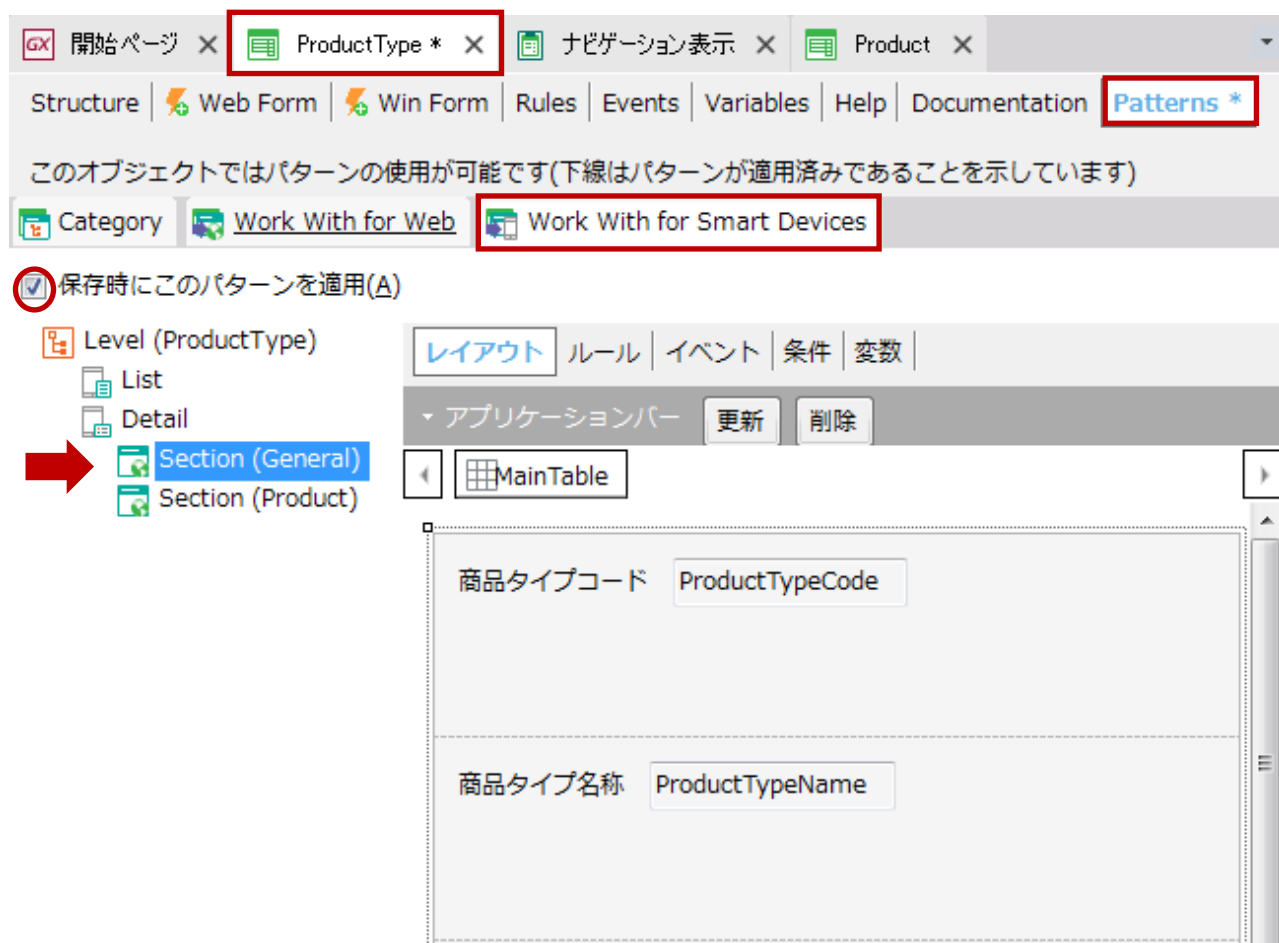 GX 開始ページ ProductType * ナビゲーション表示 Product
Structure Web Form Win Form Rules Events Variables Help Documentation Patterns *
このオブジェクトではパターンの使用が可能です(下線はパターンが適用済みであることを示しています)
Category Work With for Web Work With for Smart Devices
保存時にこのパターンを適用(A)
Level (ProductType)
List
Detail
Section (General)
Section (Product)
レイアウト ルール イベント 条件 変数
アプリケーションバー 更新 削除
MainTable
商品タイプコード ProductTypeCode
商品タイプ名称 ProductTypeName